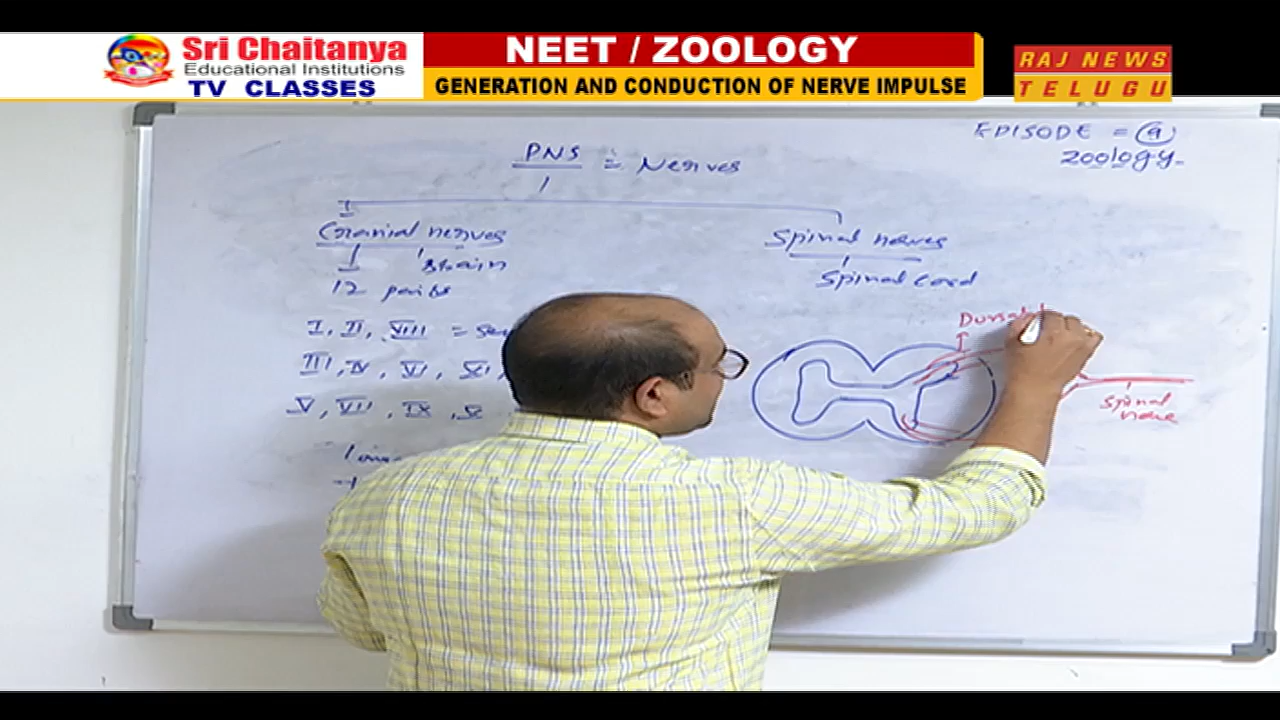 Sri Chaitanya
Educational Institutions
TV CLASSES
NEET / ZOOLOGY
GENERATION AND CONDUCTION OF NERVE IMPULSE
RAJ NEWS
TELUGU
EPISODE = 9
Zoology
PNS = Nerves
Cranial nerves
Brain
12 pairs
I, II, VIII =
III, IV, VI, XI,
V, VII, IX, X
Spinal nerves
Spinal cord
Spinal
nerve